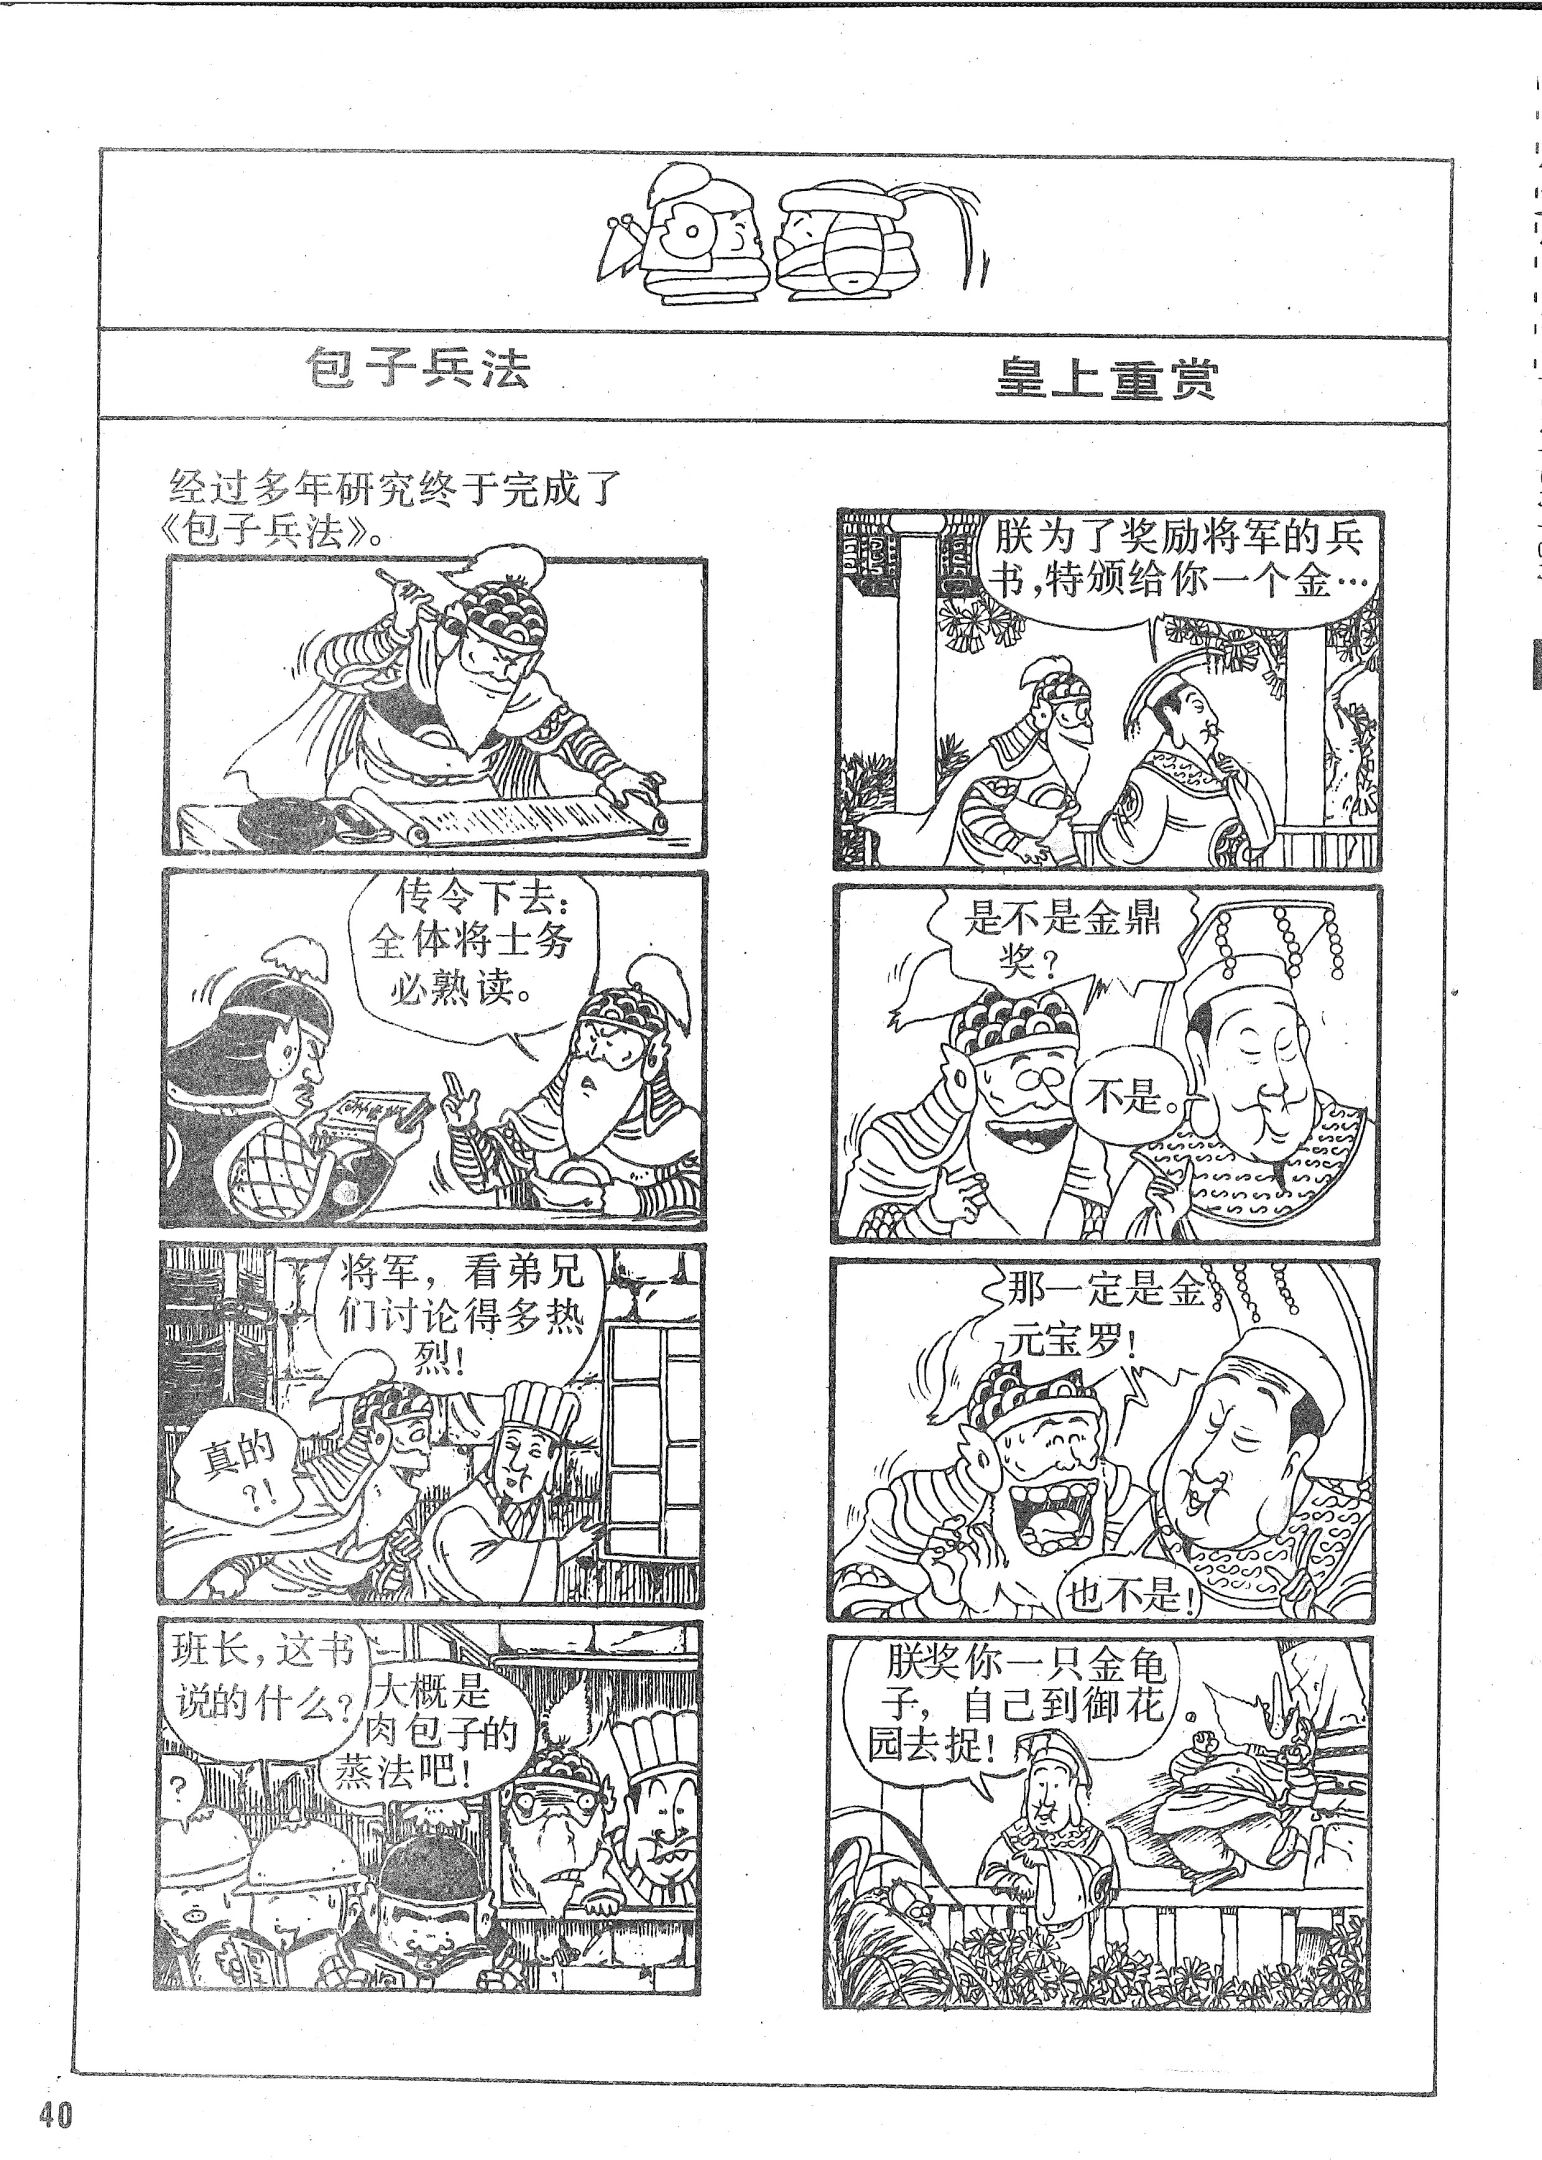 包子兵法
经过多年研究终于完成了
《包子兵法》。
传令下去：
全体将士务
必熟读。
将军，看弟兄
们讨论得多热
烈！
真的
？！
班长，这书
说的什么？
大概是
肉包子的
蒸法吧！
？
皇上重赏
朕为了奖励将军的兵
书，特颁给你一个金…
是不是金鼎
奖？
不是。
那一定是金
元宝罗！
也不是！
朕奖你一只金龟
子，自己到御花
园去捉！
40